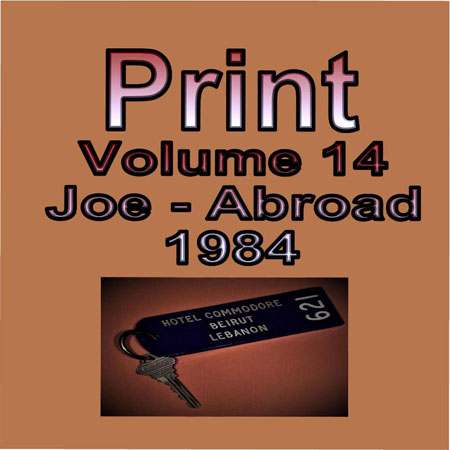 Print
Volume 14
Joe - Abroad
1984
HOTEL COMMODORE
BEIRUT
LEBANON
621